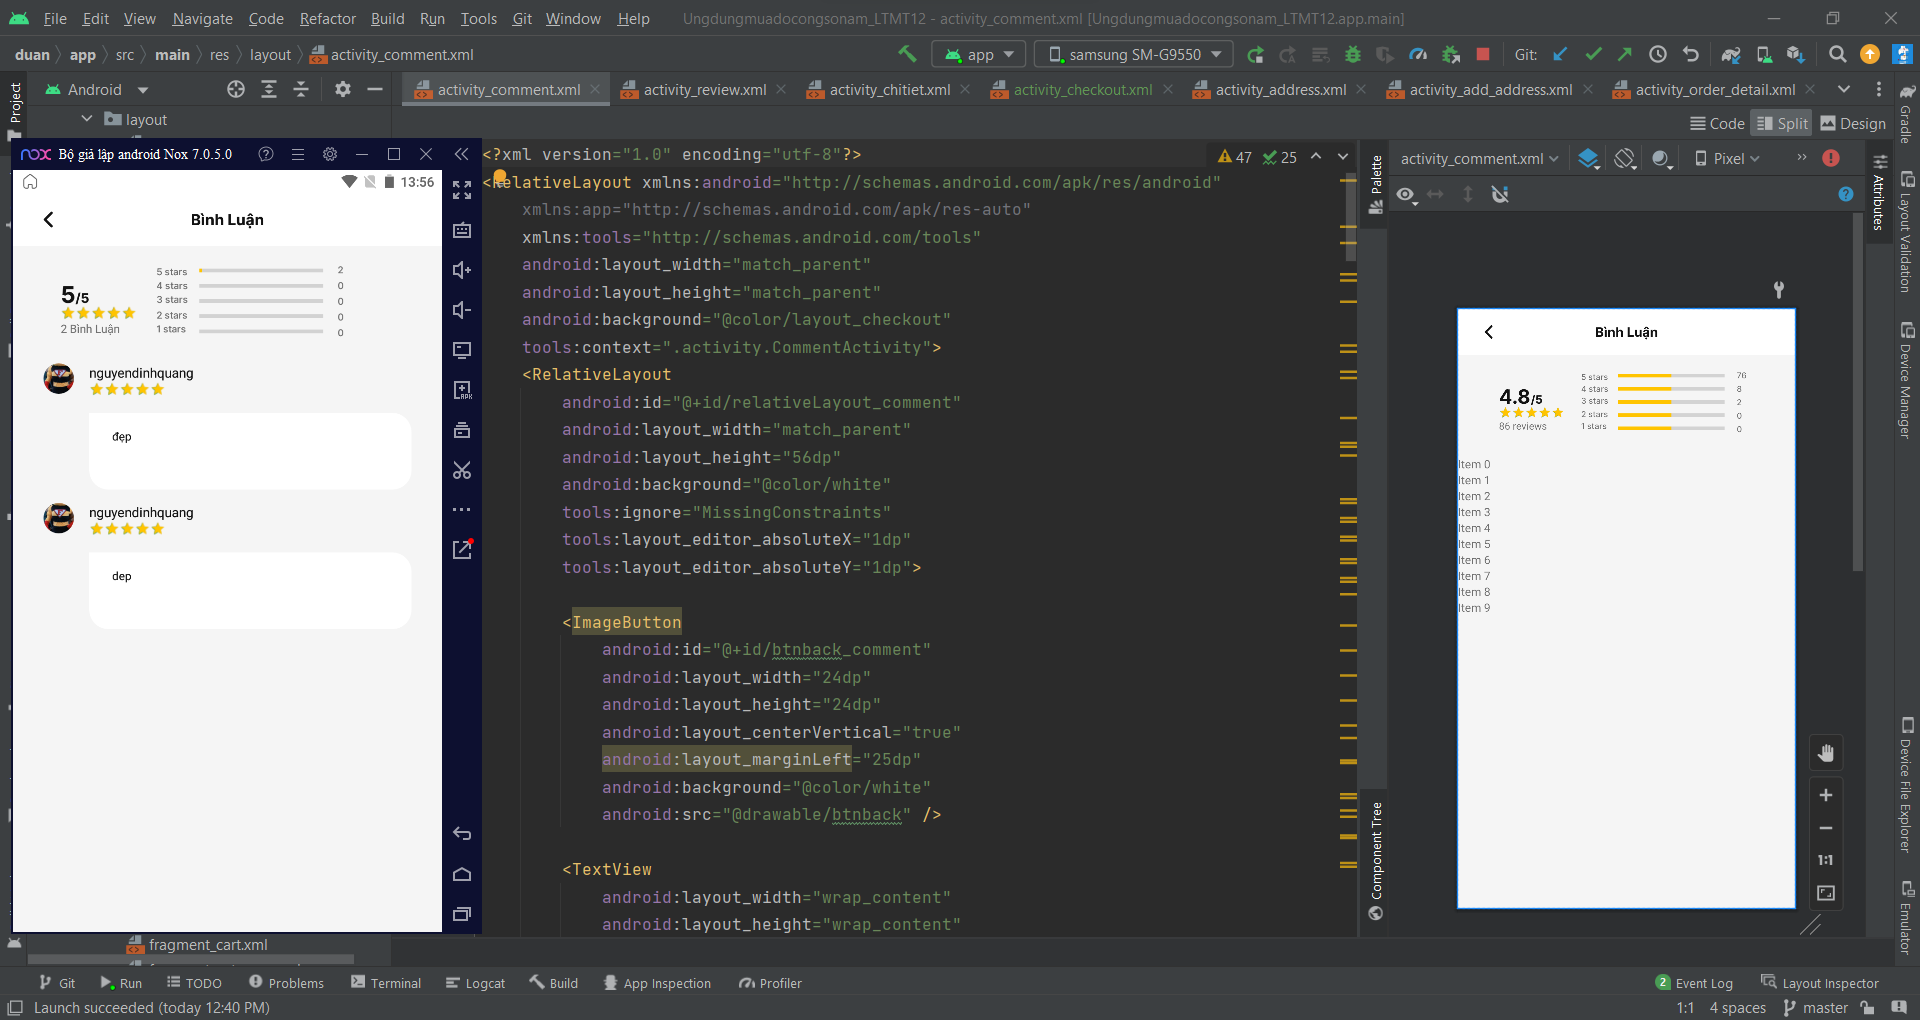 File Edit View Navigate Code Refactor Build Run Tools Git Window Help Ungdungmuadocongsonam_LTMT12 - activity_comment.xml [Ungdungmuadocongsonam_LTMT12.app.main]
duan app src main res layout activity_comment.xml app samsung SM-G9550 Git:
Project
Android
activity_comment.xml activity_review.xml activity_chitiet.xml activity_checkout.xml activity_address.xml activity_add_address.xml activity_order_detail.xml
layout
Code Split Design
nox Bộ giả lập android Nox 7.0.5.0
13:56
Bình Luận
5 stars 2
4 stars 0
3 stars 0
2 stars 0
1 stars 0
5/5
2 Bình Luận
nguyendinhquang
đẹp
nguyendinhquang
dep
APK
<?xml version="1.0" encoding="utf-8"?>
<RelativeLayout xmlns:android="http://schemas.android.com/apk/res/android"
xmlns:app="http://schemas.android.com/apk/res-auto"
xmlns:tools="http://schemas.android.com/tools"
android:layout_width="match_parent"
android:layout_height="match_parent"
android:background="@color/layout_checkout"
tools:context=".activity.CommentActivity">
<RelativeLayout
android:id="@+id/relativeLayout_comment"
android:layout_width="match_parent"
android:layout_height="56dp"
android:background="@color/white"
tools:ignore="MissingConstraints"
tools:layout_editor_absoluteX="1dp"
tools:layout_editor_absoluteY="1dp">
<ImageButton
android:id="@+id/btnback_comment"
android:layout_width="24dp"
android:layout_height="24dp"
android:layout_centerVertical="true"
android:layout_marginLeft="25dp"
android:background="@color/white"
android:src="@drawable/btnback" />
<TextView
android:layout_width="wrap_content"
android:layout_height="wrap_content"
47 25
Palette
Component Tree
activity_comment.xml Pixel
Bình Luận
5 stars 76
4 stars 8
3 stars 2
2 stars 0
1 stars 0
4.8/5
86 reviews
Item 0
Item 1
Item 2
Item 3
Item 4
Item 5
Item 6
Item 7
Item 8
Item 9
1:1
Attributes
Gradle
Layout Validation
Device Manager
Device File Explorer
Emulator
fragment_cart.xml
Git Run TODO Problems Terminal Logcat Build App Inspection Profiler 2 Event Log Layout Inspector
Launch succeeded (today 12:40 PM) 1:1 4 spaces master